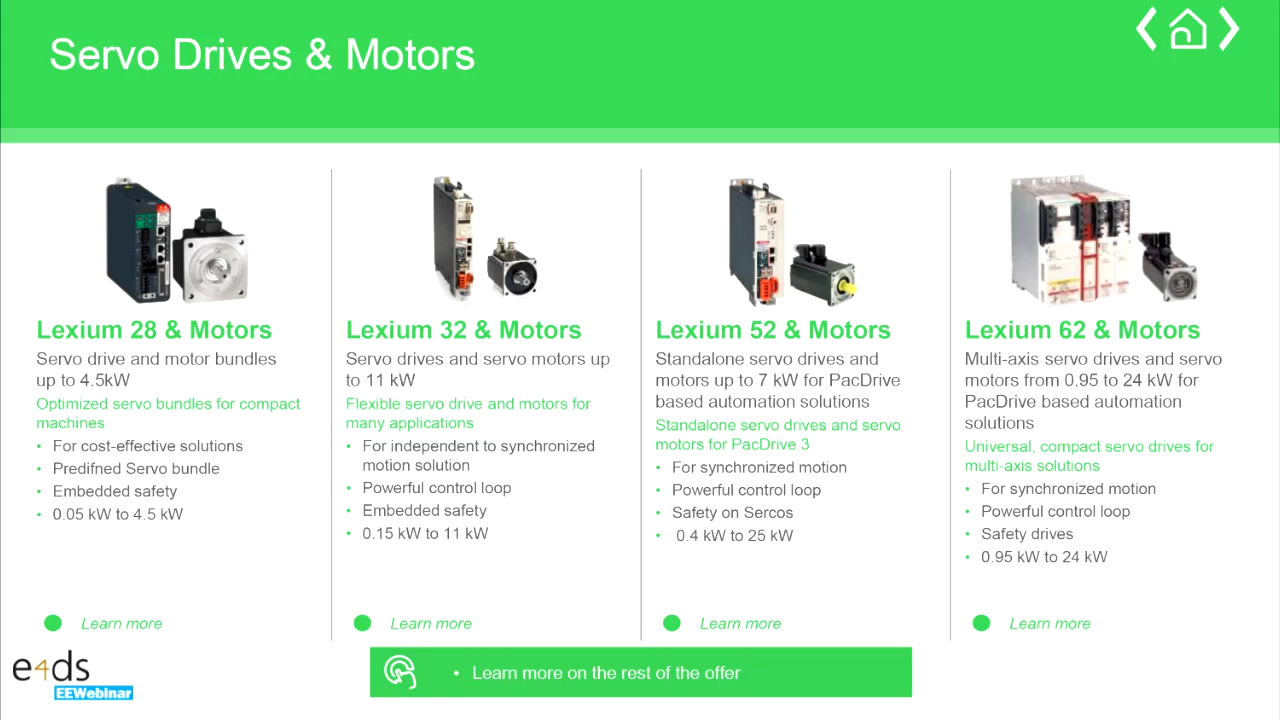 Servo Drives & Motors
Lexium 28 & Motors
Servo drive and motor bundles
up to 4.5kW
Optimized servo bundles for compact
machines
• For cost-effective solutions
• Predifned Servo bundle
• Embedded safety
• 0.05 kW to 4.5 kW
Learn more
Lexium 32 & Motors
Servo drives and servo motors up
to 11 kW
Flexible servo drive and motors for
many applications
• For independent to synchronized
motion solution
• Powerful control loop
• Embedded safety
• 0.15 kW to 11 kW
Learn more
Lexium 52 & Motors
Standalone servo drives and
motors up to 7 kW for PacDrive
based automation solutions
Standalone servo drives and servo
motors for PacDrive 3
• For synchronized motion
• Powerful control loop
• Safety on Sercos
• 0.4 kW to 25 kW
Learn more
Lexium 62 & Motors
Multi-axis servo drives and servo
motors from 0.95 to 24 kW for
PacDrive based automation
solutions
Universal, compact servo drives for
multi-axis solutions
• For synchronized motion
• Powerful control loop
• Safety drives
• 0.95 kW to 24 kW
Learn more
e4ds
EEWebinar
• Learn more on the rest of the offer